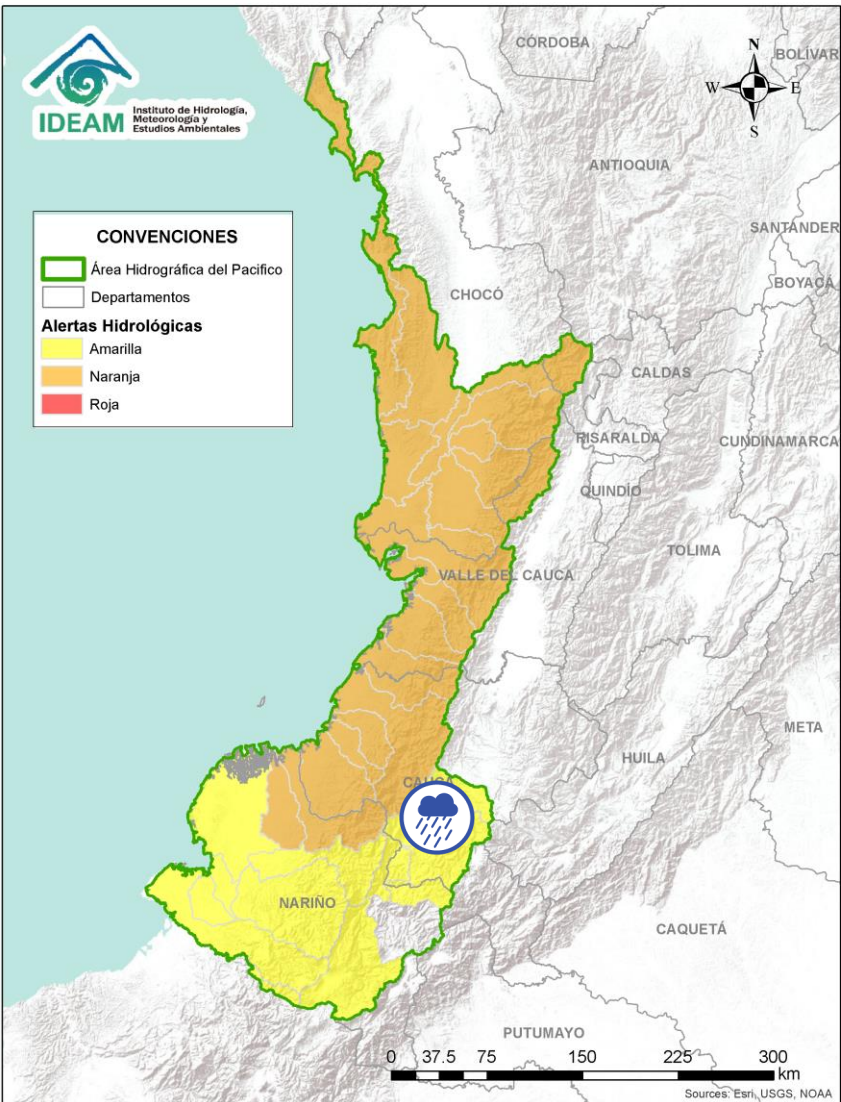 IDEAM
Instituto de Hidrología,
Meteorología y
Estudios Ambientales
CONVENCIONES
Área Hidrográfica del Pacifico
Departamentos
Alertas Hidrológicas
Amarilla
Naranja
Roja
N
W
E
S
CÓRDOBA
BOLIVAR
ANTIOQUIA
SANTANDER
BOYACÁ
CHOCÓ
CALDAS
RISARALDA
CUNDINAMARCA
QUINDÍO
TOLIMA
VALLE DEL CAUCA
META
HUILA
CAUCA
NARIÑO
CAQUETÁ
PUTUMAYO
0 37.5 75 150 225 300
km
Sources: Esri, USGS, NOAA